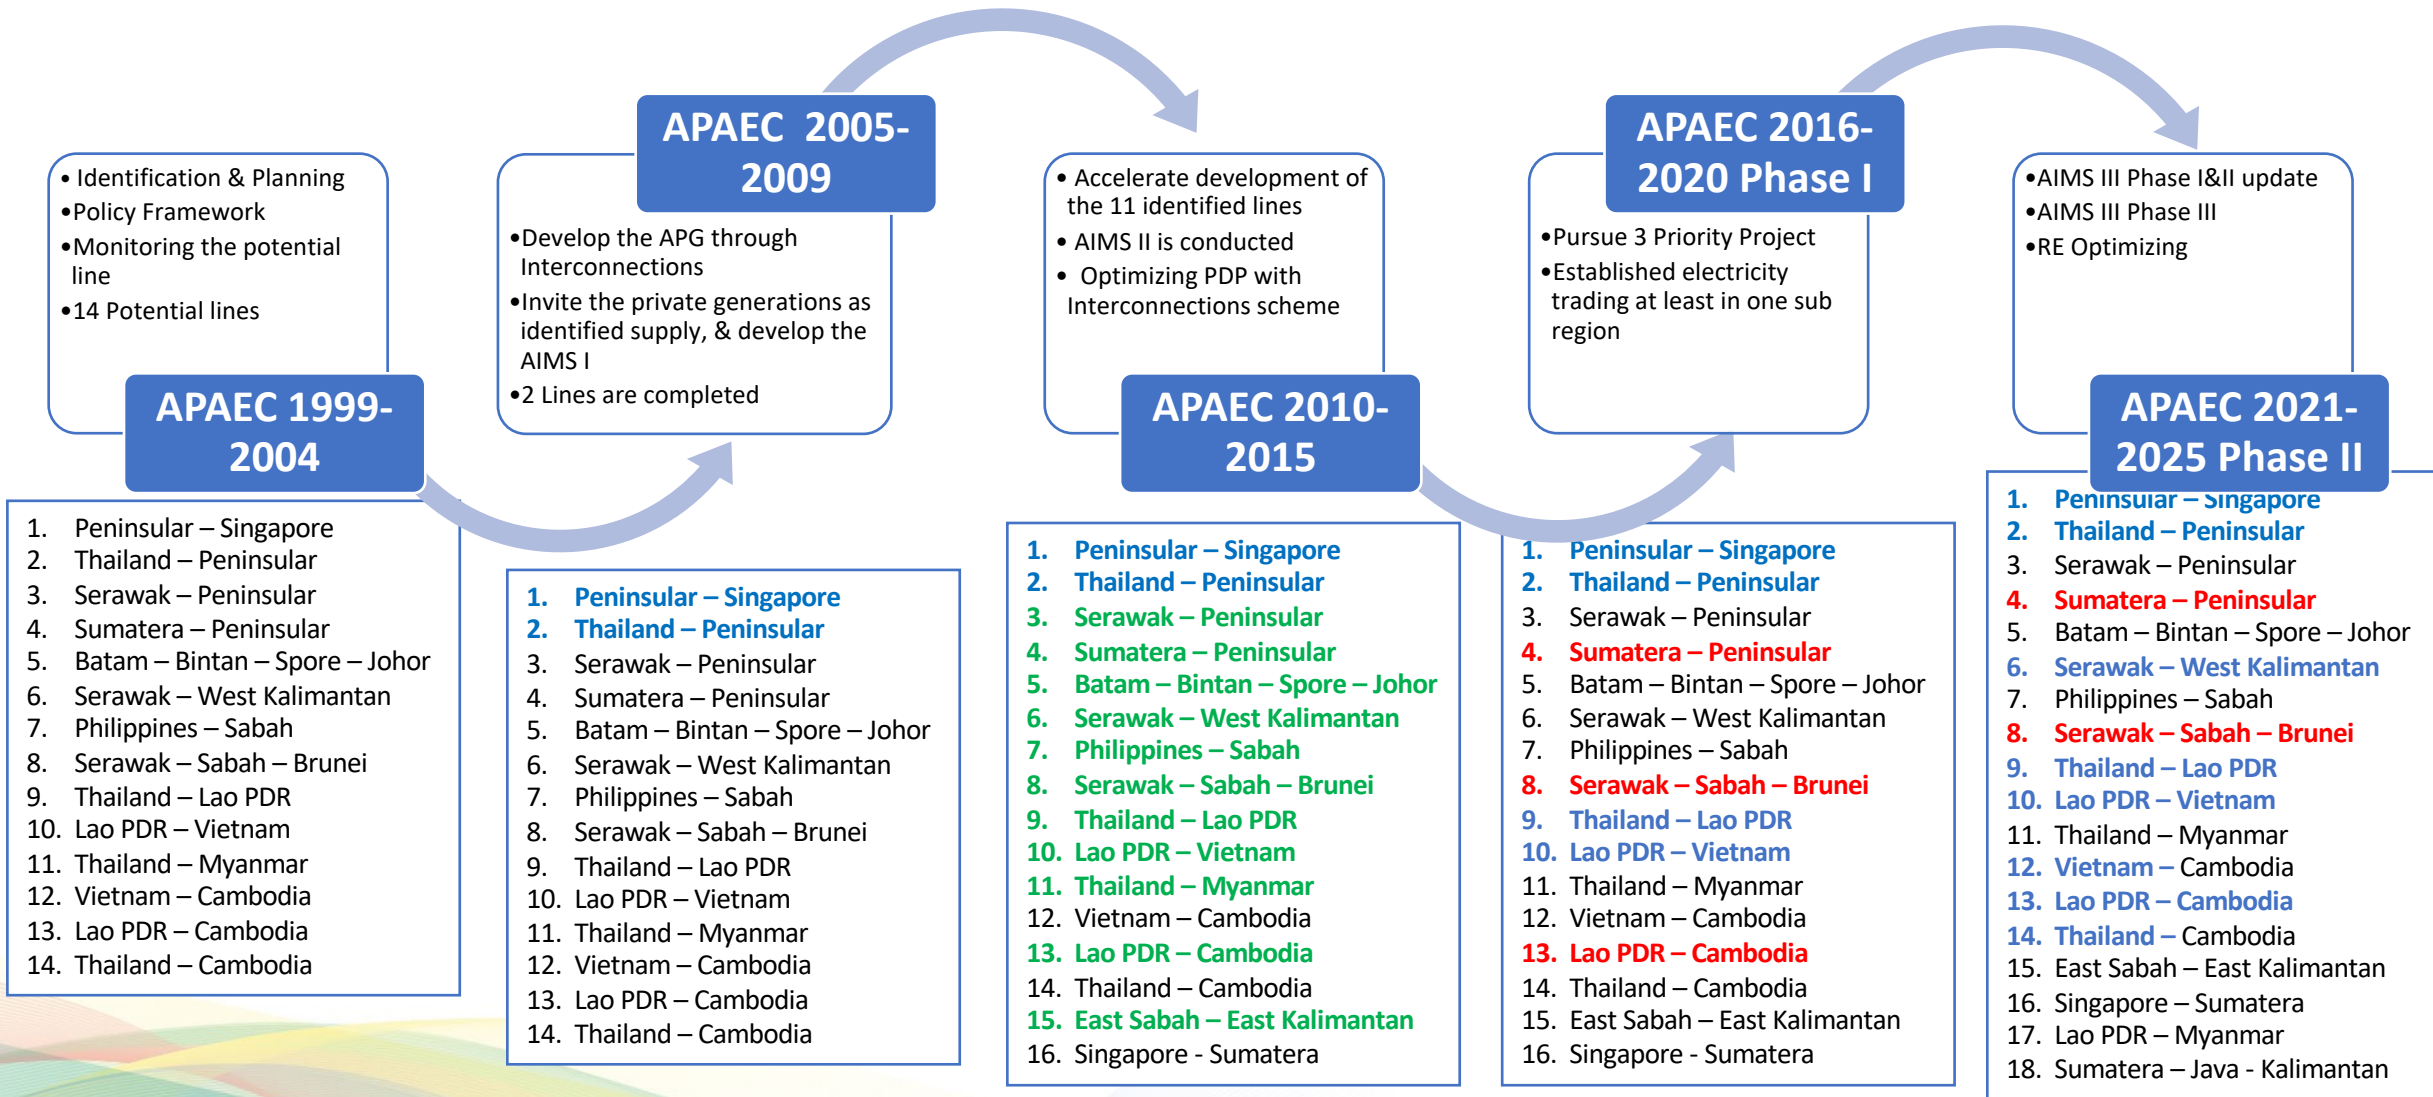 • Identification & Planning
•Policy Framework
•Monitoring the potential
line
•14 Potential lines
APAEC 1999-
2004
1. Peninsular – Singapore
2. Thailand – Peninsular
3. Serawak – Peninsular
4. Sumatera – Peninsular
5. Batam – Bintan – Spore – Johor
6. Serawak – West Kalimantan
7. Philippines – Sabah
8. Serawak – Sabah – Brunei
9. Thailand – Lao PDR
10. Lao PDR – Vietnam
11. Thailand – Myanmar
12. Vietnam – Cambodia
13. Lao PDR – Cambodia
14. Thailand – Cambodia
APAEC 2005-
2009
•Develop the APG through
Interconnections
•Invite the private generations as
identified supply, & develop the
AIMS I
•2 Lines are completed
1. Peninsular – Singapore
2. Thailand – Peninsular
3. Serawak – Peninsular
4. Sumatera – Peninsular
5. Batam – Bintan – Spore – Johor
6. Serawak – West Kalimantan
7. Philippines – Sabah
8. Serawak – Sabah – Brunei
9. Thailand – Lao PDR
10. Lao PDR – Vietnam
11. Thailand – Myanmar
12. Vietnam – Cambodia
13. Lao PDR – Cambodia
14. Thailand – Cambodia
• Accelerate development of
the 11 identified lines
• AIMS II is conducted
• Optimizing PDP with
Interconnections scheme
APAEC 2010-
2015
1. Peninsular – Singapore
2. Thailand – Peninsular
3. Serawak – Peninsular
4. Sumatera – Peninsular
5. Batam – Bintan – Spore – Johor
6. Serawak – West Kalimantan
7. Philippines – Sabah
8. Serawak – Sabah – Brunei
9. Thailand – Lao PDR
10. Lao PDR – Vietnam
11. Thailand – Myanmar
12. Vietnam – Cambodia
13. Lao PDR – Cambodia
14. Thailand – Cambodia
15. East Sabah – East Kalimantan
16. Singapore - Sumatera
APAEC 2016-
2020 Phase I
•Pursue 3 Priority Project
•Established electricity
trading at least in one sub
region
1. Peninsular – Singapore
2. Thailand – Peninsular
3. Serawak – Peninsular
4. Sumatera – Peninsular
5. Batam – Bintan – Spore – Johor
6. Serawak – West Kalimantan
7. Philippines – Sabah
8. Serawak – Sabah – Brunei
9. Thailand – Lao PDR
10. Lao PDR – Vietnam
11. Thailand – Myanmar
12. Vietnam – Cambodia
13. Lao PDR – Cambodia
14. Thailand – Cambodia
15. East Sabah – East Kalimantan
16. Singapore - Sumatera
•AIMS III Phase I&II update
•AIMS III Phase III
•RE Optimizing
APAEC 2021-
2025 Phase II
1. Peninsular – Singapore
2. Thailand – Peninsular
3. Serawak – Peninsular
4. Sumatera – Peninsular
5. Batam – Bintan – Spore – Johor
6. Serawak – West Kalimantan
7. Philippines – Sabah
8. Serawak – Sabah – Brunei
9. Thailand – Lao PDR
10. Lao PDR – Vietnam
11. Thailand – Myanmar
12. Vietnam – Cambodia
13. Lao PDR – Cambodia
14. Thailand – Cambodia
15. East Sabah – East Kalimantan
16. Singapore – Sumatera
17. Lao PDR – Myanmar
18. Sumatera – Java - Kalimantan